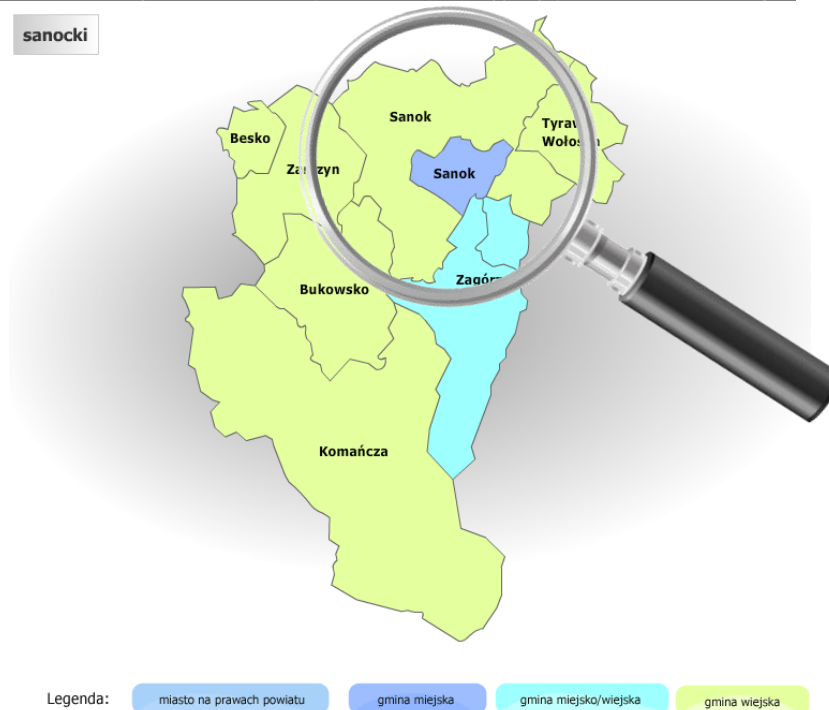 sanocki
Sanok
Besko
Sanok
Bukowsko
Komańcza
Legenda:
miasto na prawach powiatu
gmina miejska
gmina miejsko/wiejska
gmina wiejska